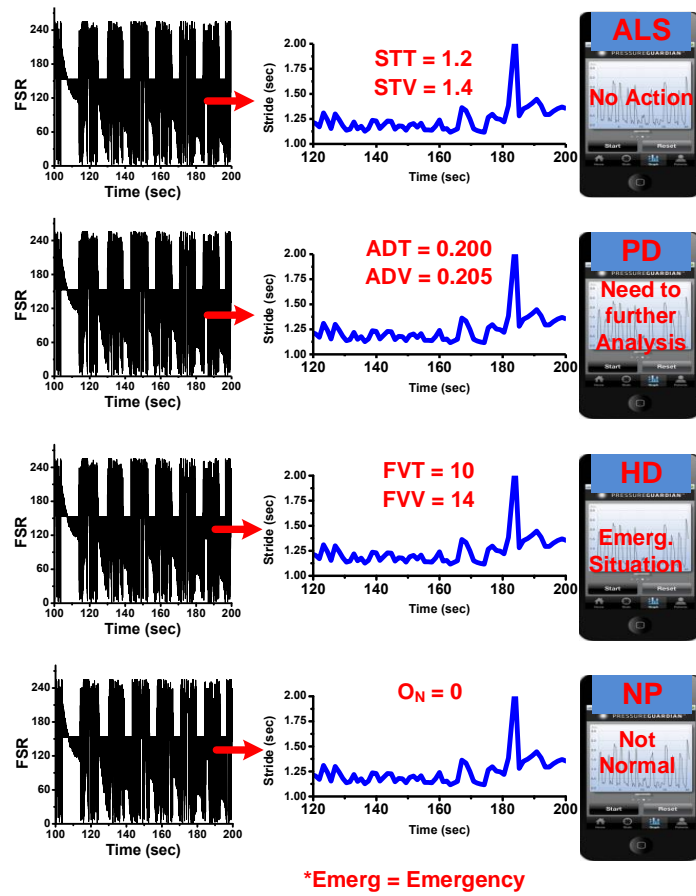 280
240
180
120
60
0
FSR
100 120 140 160 180 200
Time (sec)
2.00
1.75
1.50
1.25
1.00
Stride (sec)
120 140 160 180 200
Time (sec)
STT = 1.2
STV = 1.4
ALS
PRESSUREGUARDIAN
No Action
Start Reset
280
240
180
120
60
0
FSR
100 120 140 160 180 200
Time (sec)
2.00
1.75
1.50
1.25
1.00
Stride (sec)
120 140 160 180 200
Time (sec)
ADT = 0.200
ADV = 0.205
PD
PRESSUREGUARDIAN
Need to
further
Analysis
Start Reset
280
240
180
120
60
0
FSR
100 120 140 160 180 200
Time (sec)
2.00
1.75
1.50
1.25
1.00
Stride (sec)
120 140 160 180 200
Time (sec)
FVT = 10
FVV = 14
HD
PRESSUREGUARDIAN
Emerg.
Situation
Start Reset
280
240
180
120
60
0
FSR
100 120 140 160 180 200
Time (sec)
2.00
1.75
1.50
1.25
1.00
Stride (sec)
120 140 160 180 200
Time (sec)
O_N = 0
NP
PRESSUREGUARDIAN
Not
Normal
Start Reset
*Emerg = Emergency